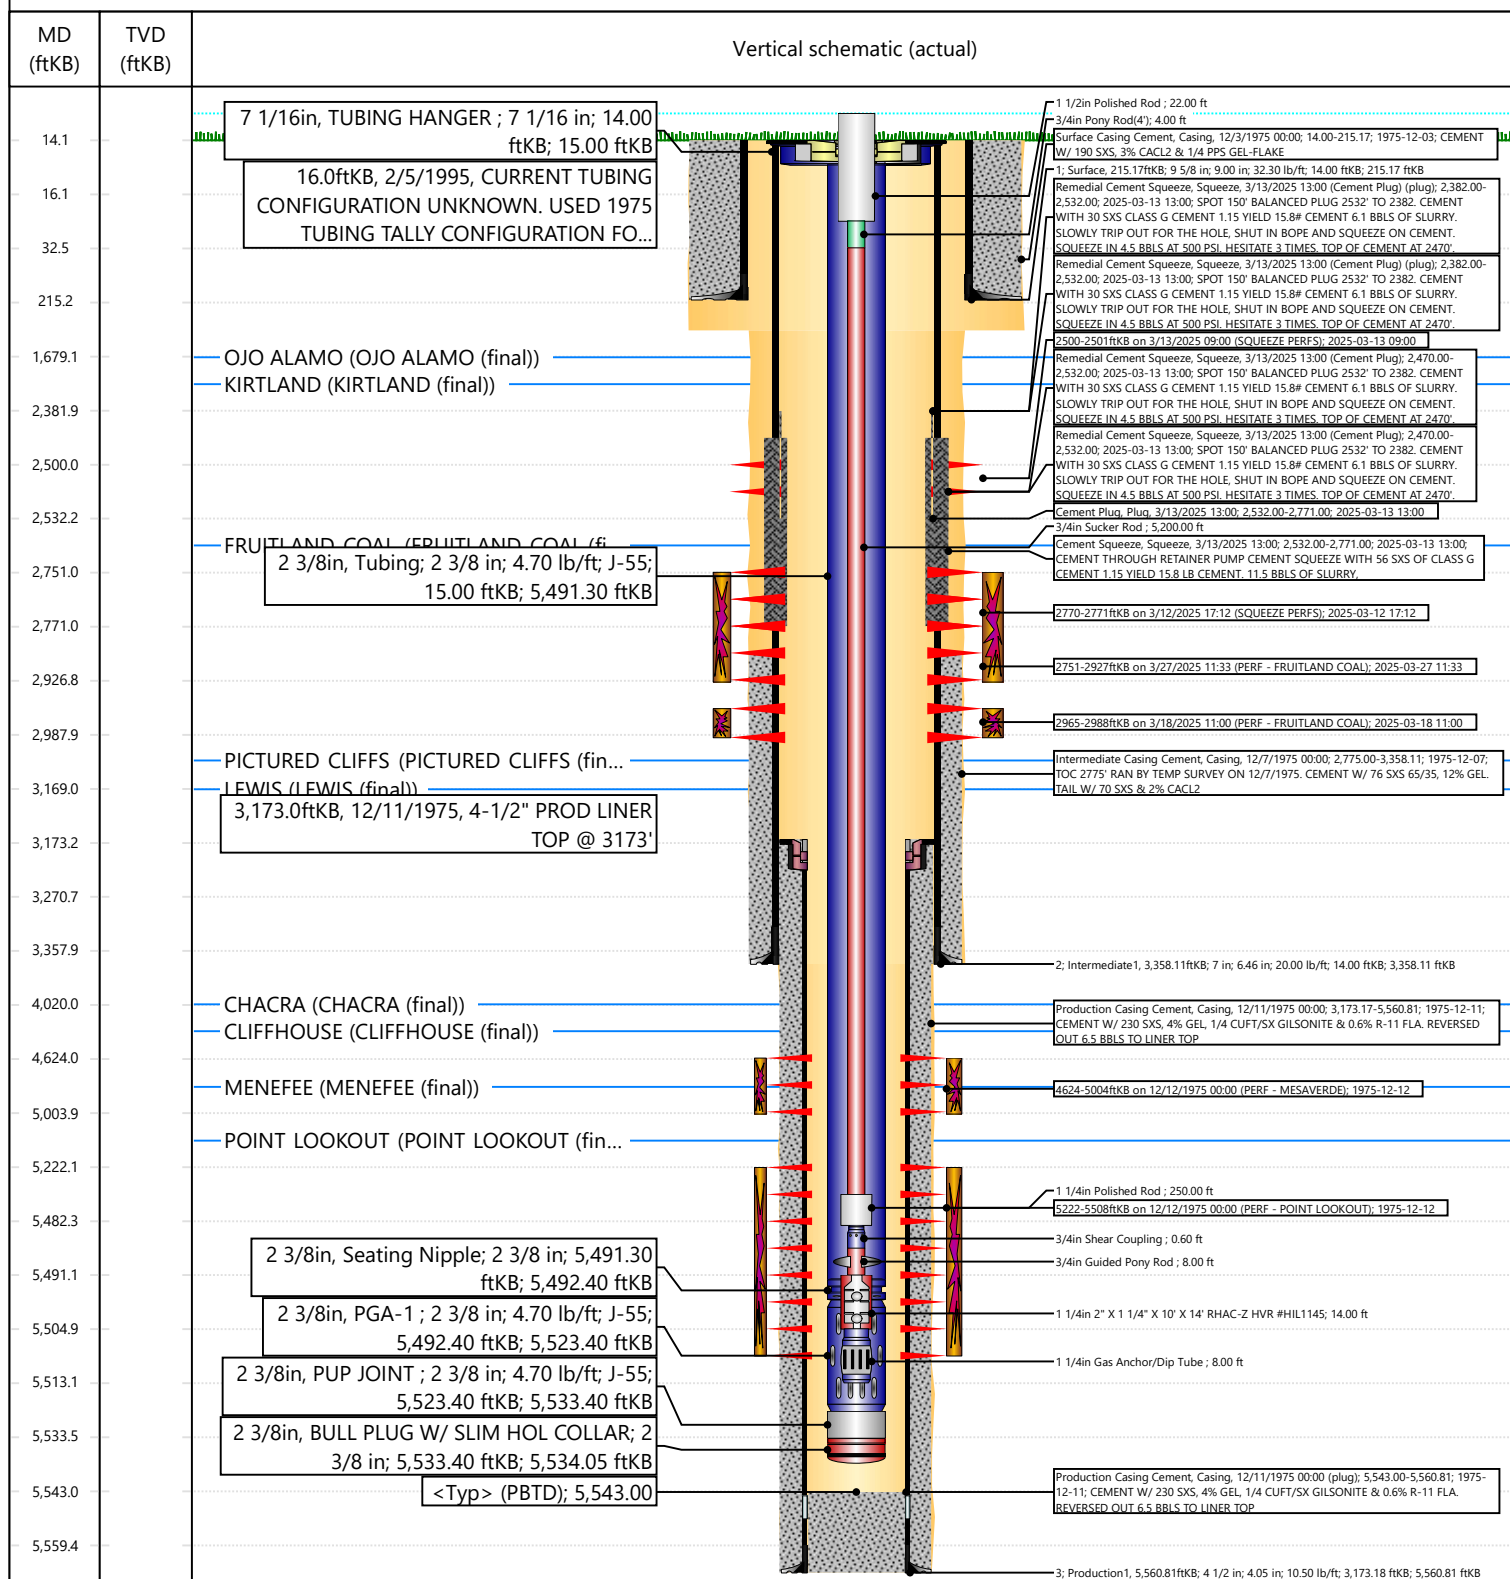 MD
(ftKB)
TVD
(ftKB)
Vertical schematic (actual)
14.1
16.1
32.5
215.2
1,679.1
2,381.9
2,500.0
2,532.2
2,751.0
2,771.0
2,926.8
2,987.9
3,169.0
3,173.2
3,270.7
3,357.9
4,020.0
4,624.0
5,003.9
5,222.1
5,482.3
5,491.1
5,504.9
5,513.1
5,533.5
5,543.0
5,559.4
7 1/16in, TUBING HANGER ; 7 1/16 in; 14.00
ftKB; 15.00 ftKB
16.0ftKB, 2/5/1995, CURRENT TUBING
CONFIGURATION UNKNOWN. USED 1975
TUBING TALLY CONFIGURATION FO...
OJO ALAMO (OJO ALAMO (final))
KIRTLAND (KIRTLAND (final))
FRUITLAND COAL (FRUITLAND COAL (fi...
2 3/8in, Tubing; 2 3/8 in; 4.70 lb/ft; J-55;
15.00 ftKB; 5,491.30 ftKB
PICTURED CLIFFS (PICTURED CLIFFS (fin...
LEWIS (LEWIS (final))
3,173.0ftKB, 12/11/1975, 4-1/2" PROD LINER
TOP @ 3173'
CHACRA (CHACRA (final))
CLIFFHOUSE (CLIFFHOUSE (final))
MENEFEE (MENEFEE (final))
POINT LOOKOUT (POINT LOOKOUT (fin...
2 3/8in, Seating Nipple; 2 3/8 in; 5,491.30
ftKB; 5,492.40 ftKB
2 3/8in, PGA-1 ; 2 3/8 in; 4.70 lb/ft; J-55;
5,492.40 ftKB; 5,523.40 ftKB
2 3/8in, PUP JOINT ; 2 3/8 in; 4.70 lb/ft; J-55;
5,523.40 ftKB; 5,533.40 ftKB
2 3/8in, BULL PLUG W/ SLIM HOL COLLAR; 2
3/8 in; 5,533.40 ftKB; 5,534.05 ftKB
<Typ> (PBTD); 5,543.00
1 1/2in Polished Rod ; 22.00 ft
3/4in Pony Rod(4'); 4.00 ft
Surface Casing Cement, Casing, 12/3/1975 00:00; 14.00-215.17; 1975-12-03; CEMENT
W/ 190 SXS, 3% CACL2 & 1/4 PPS GEL-FLAKE
1; Surface, 215.17ftKB; 9 5/8 in; 9.00 in; 32.30 lb/ft; 14.00 ftKB; 215.17 ftKB
Remedial Cement Squeeze, Squeeze, 3/13/2025 13:00 (Cement Plug) (plug); 2,382.00-
2,532.00; 2025-03-13 13:00; SPOT 150' BALANCED PLUG 2532' TO 2382. CEMENT
WITH 30 SXS CLASS G CEMENT 1.15 YIELD 15.8# CEMENT 6.1 BBLS OF SLURRY.
SLOWLY TRIP OUT FOR THE HOLE, SHUT IN BOPE AND SQUEEZE ON CEMENT.
SQUEEZE IN 4.5 BBLS AT 500 PSI. HESITATE 3 TIMES. TOP OF CEMENT AT 2470'.
Remedial Cement Squeeze, Squeeze, 3/13/2025 13:00 (Cement Plug) (plug); 2,382.00-
2,532.00; 2025-03-13 13:00; SPOT 150' BALANCED PLUG 2532' TO 2382. CEMENT
WITH 30 SXS CLASS G CEMENT 1.15 YIELD 15.8# CEMENT 6.1 BBLS OF SLURRY.
SLOWLY TRIP OUT FOR THE HOLE, SHUT IN BOPE AND SQUEEZE ON CEMENT.
SQUEEZE IN 4.5 BBLS AT 500 PSI. HESITATE 3 TIMES. TOP OF CEMENT AT 2470'.
2500-2501ftKB on 3/13/2025 09:00 (SQUEEZE PERFS); 2025-03-13 09:00
Remedial Cement Squeeze, Squeeze, 3/13/2025 13:00 (Cement Plug); 2,470.00-
2,532.00; 2025-03-13 13:00; SPOT 150' BALANCED PLUG 2532' TO 2382. CEMENT
WITH 30 SXS CLASS G CEMENT 1.15 YIELD 15.8# CEMENT 6.1 BBLS OF SLURRY.
SLOWLY TRIP OUT FOR THE HOLE, SHUT IN BOPE AND SQUEEZE ON CEMENT.
SQUEEZE IN 4.5 BBLS AT 500 PSI. HESITATE 3 TIMES. TOP OF CEMENT AT 2470'.
Remedial Cement Squeeze, Squeeze, 3/13/2025 13:00 (Cement Plug); 2,470.00-
2,532.00; 2025-03-13 13:00; SPOT 150' BALANCED PLUG 2532' TO 2382. CEMENT
WITH 30 SXS CLASS G CEMENT 1.15 YIELD 15.8# CEMENT 6.1 BBLS OF SLURRY.
SLOWLY TRIP OUT FOR THE HOLE, SHUT IN BOPE AND SQUEEZE ON CEMENT.
SQUEEZE IN 4.5 BBLS AT 500 PSI. HESITATE 3 TIMES. TOP OF CEMENT AT 2470'.
Cement Plug, Plug, 3/13/2025 13:00; 2,532.00-2,771.00; 2025-03-13 13:00
3/4in Sucker Rod ; 5,200.00 ft
Cement Squeeze, Squeeze, 3/13/2025 13:00; 2,532.00-2,771.00; 2025-03-13 13:00;
CEMENT THROUGH RETAINER PUMP CEMENT SQUEEZE WITH 56 SXS OF CLASS G
CEMENT 1.15 YIELD 15.8 LB CEMENT. 11.5 BBLS OF SLURRY,
2770-2771ftKB on 3/12/2025 17:12 (SQUEEZE PERFS); 2025-03-12 17:12
2751-2927ftKB on 3/27/2025 11:33 (PERF - FRUITLAND COAL); 2025-03-27 11:33
2965-2988ftKB on 3/18/2025 11:00 (PERF - FRUITLAND COAL); 2025-03-18 11:00
Intermediate Casing Cement, Casing, 12/7/1975 00:00; 2,775.00-3,358.11; 1975-12-07;
TOC 2775' RAN BY TEMP SURVEY ON 12/7/1975. CEMENT W/ 76 SXS 65/35, 12% GEL.
TAIL W/ 70 SXS & 2% CACL2
2; Intermediate1, 3,358.11ftKB; 7 in; 6.46 in; 20.00 lb/ft; 14.00 ftKB; 3,358.11 ftKB
Production Casing Cement, Casing, 12/11/1975 00:00; 3,173.17-5,560.81; 1975-12-11;
CEMENT W/ 230 SXS, 4% GEL, 1/4 CUFT/SX GILSONITE & 0.6% R-11 FLA. REVERSED
OUT 6.5 BBLS TO LINER TOP
4624-5004ftKB on 12/12/1975 00:00 (PERF - MESAVERDE); 1975-12-12
1 1/4in Polished Rod ; 250.00 ft
5222-5508ftKB on 12/12/1975 00:00 (PERF - POINT LOOKOUT); 1975-12-12
3/4in Shear Coupling ; 0.60 ft
3/4in Guided Pony Rod ; 8.00 ft
1 1/4in 2" X 1 1/4" X 10' X 14' RHAC-Z HVR #HIL1145; 14.00 ft
1 1/4in Gas Anchor/Dip Tube ; 8.00 ft
Production Casing Cement, Casing, 12/11/1975 00:00 (plug); 5,543.00-5,560.81; 1975-
12-11; CEMENT W/ 230 SXS, 4% GEL, 1/4 CUFT/SX GILSONITE & 0.6% R-11 FLA.
REVERSED OUT 6.5 BBLS TO LINER TOP
3; Production1, 5,560.81ftKB; 4 1/2 in; 4.05 in; 10.50 lb/ft; 3,173.18 ftKB; 5,560.81 ftKB